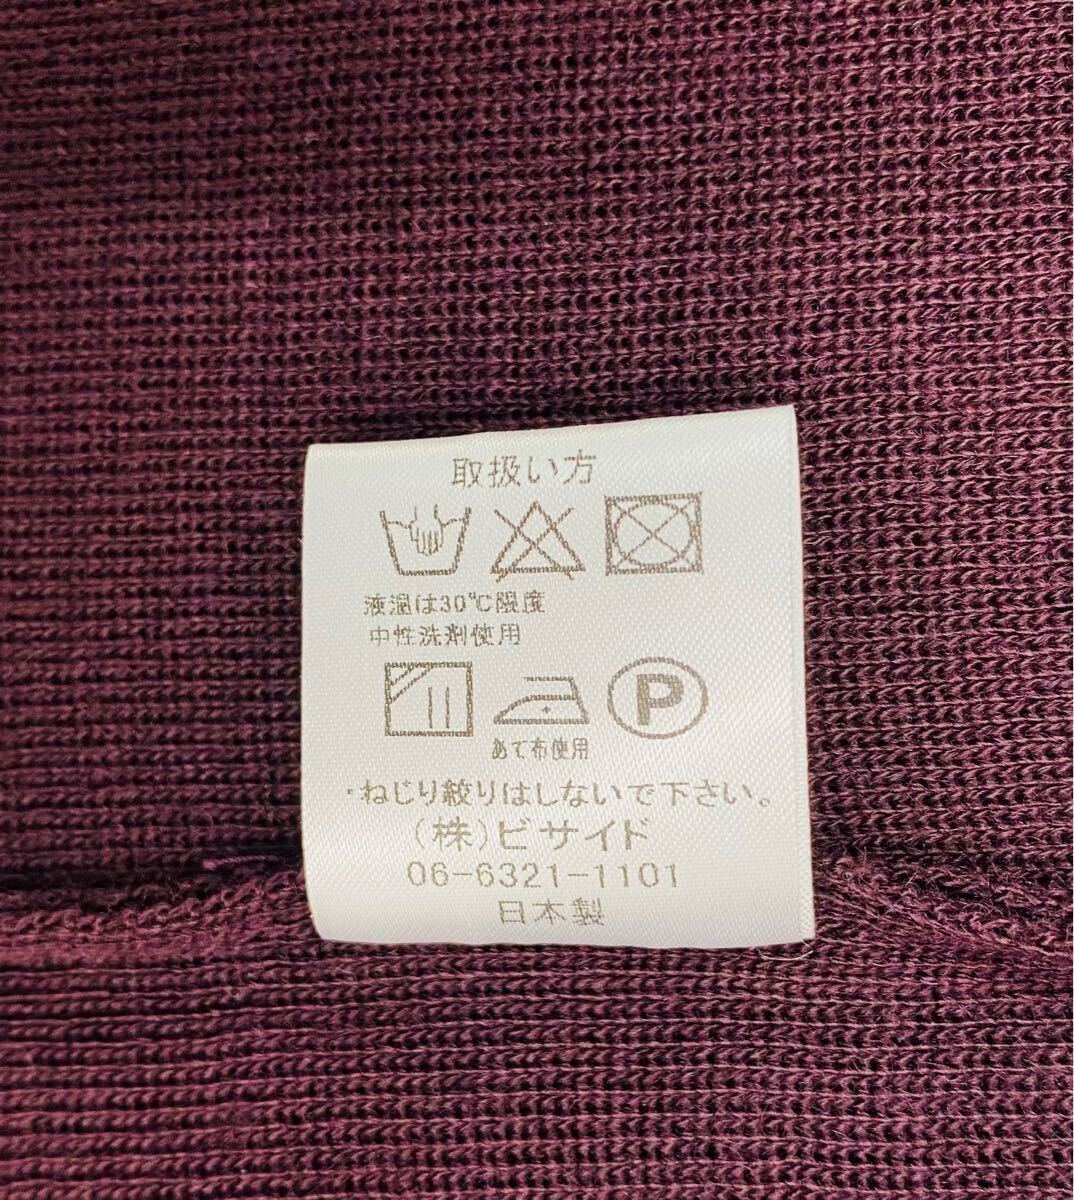 取扱い方
液温は30℃限度
中性洗剤使用
P
あて布使用
・ねじり絞りはしないで下さい。
(株)ビサイド
06-6321-1101
日本製